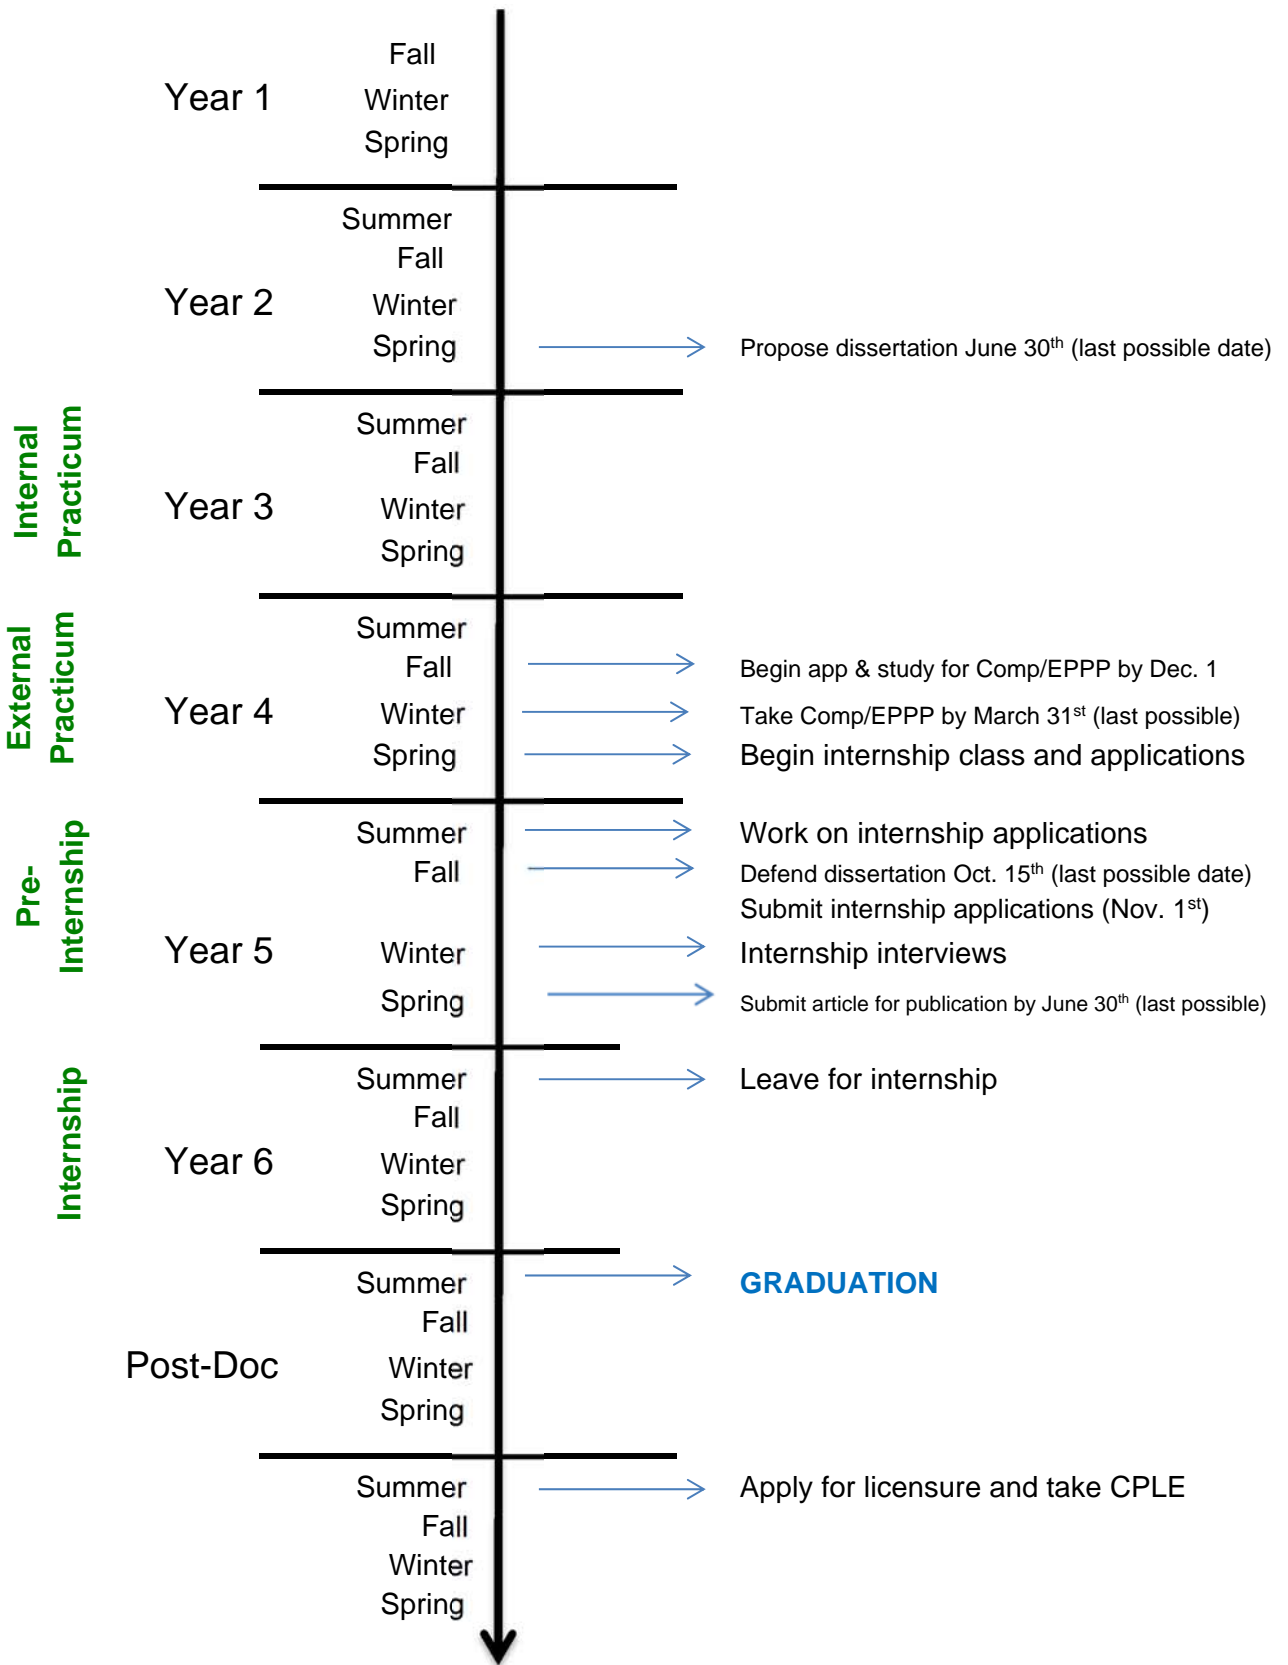 Fall
Year 1
Winter
Spring
Summer
Fall
Year 2
Winter
Spring
Propose dissertation June 30th (last possible date)
Internal
Practicum
Summer
Fall
Year 3
Winter
Spring
External
Practicum
Summer
Fall
Begin app & study for Comp/EPPP by Dec. 1
Year 4
Winter
Take Comp/EPPP by March 31st (last possible)
Spring
Begin internship class and applications
Pre-
Internship
Summer
Work on internship applications
Fall
Defend dissertation Oct. 15th (last possible date)
Submit internship applications (Nov. 1st)
Year 5
Winter
Internship interviews
Spring
Submit article for publication by June 30th (last possible)
Internship
Summer
Leave for internship
Fall
Year 6
Winter
Spring
Summer
GRADUATION
Fall
Post-Doc
Winter
Spring
Summer
Apply for licensure and take CPLE
Fall
Winter
Spring